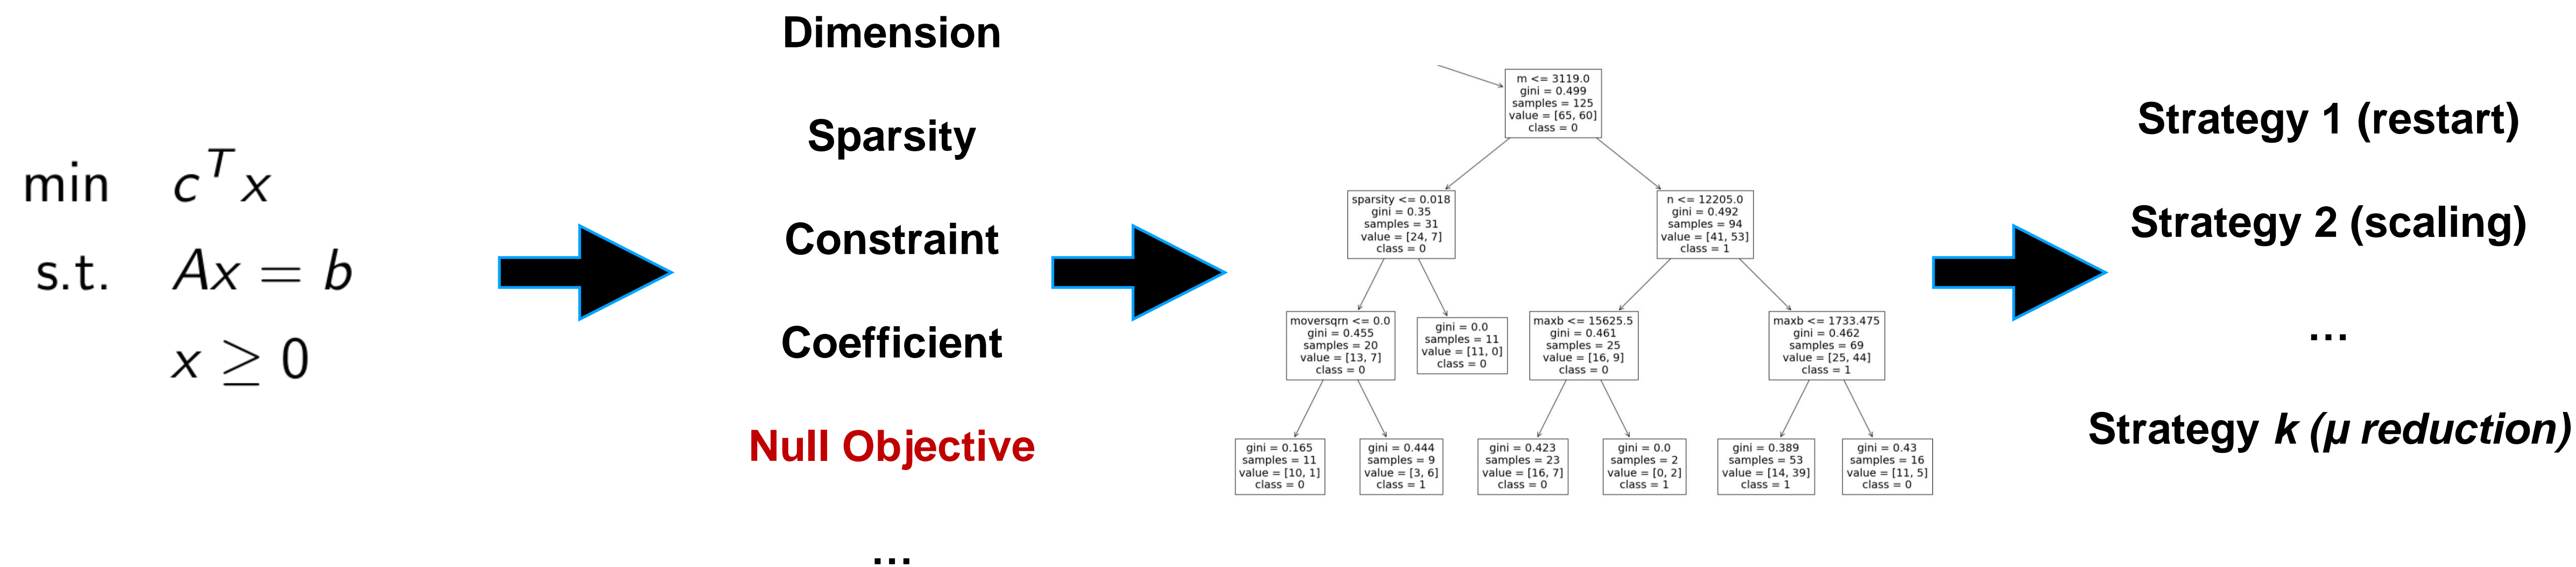 min c^T x
s.t. Ax = b
x ≥ 0
Dimension
Sparsity
Constraint
Coefficient
Null Objective
...
m <= 3119.0
gini = 0.499
samples = 125
value = [65, 60]
class = 0
sparsity <= 0.018
gini = 0.35
samples = 31
value = [24, 7]
class = 0
n <= 12205.0
gini = 0.492
samples = 94
value = [41, 53]
class = 1
moversqrn <= 0.0
gini = 0.455
samples = 20
value = [13, 7]
class = 0
gini = 0.0
samples = 11
value = [11, 0]
class = 0
maxb <= 15625.5
gini = 0.461
samples = 25
value = [16, 9]
class = 0
maxb <= 1733.475
gini = 0.462
samples = 69
value = [25, 44]
class = 1
gini = 0.165
samples = 11
value = [10, 1]
class = 0
gini = 0.444
samples = 9
value = [3, 6]
class = 1
gini = 0.423
samples = 23
value = [16, 7]
class = 0
gini = 0.0
samples = 2
value = [0, 2]
class = 1
gini = 0.389
samples = 53
value = [14, 39]
class = 1
gini = 0.43
samples = 16
value = [11, 5]
class = 0
Strategy 1 (restart)
Strategy 2 (scaling)
...
Strategy k (μ reduction)